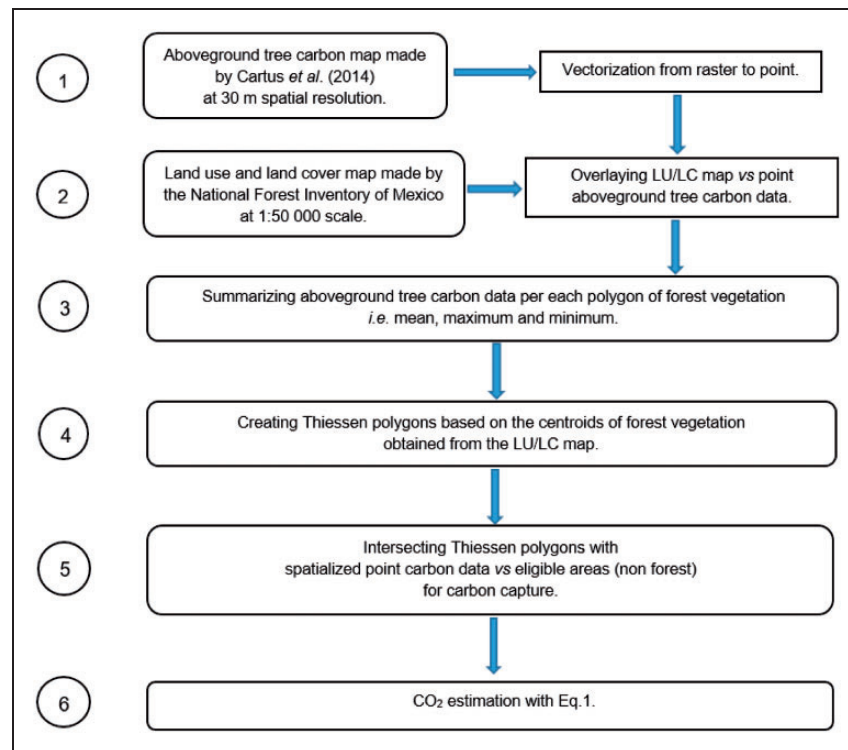 1
Aboveground tree carbon map made
by Cartus et al. (2014)
at 30 m spatial resolution.
Vectorization from raster to point.
2
Land use and land cover map made by
the National Forest Inventory of Mexico
at 1:50 000 scale.
Overlaying LU/LC map vs point
aboveground tree carbon data.
3
Summarizing aboveground tree carbon data per each polygon of forest vegetation
i.e. mean, maximum and minimum.
4
Creating Thiessen polygons based on the centroids of forest vegetation
obtained from the LU/LC map.
5
Intersecting Thiessen polygons with
spatialized point carbon data vs eligible areas (non forest)
for carbon capture.
6
CO₂ estimation with Eq.1.